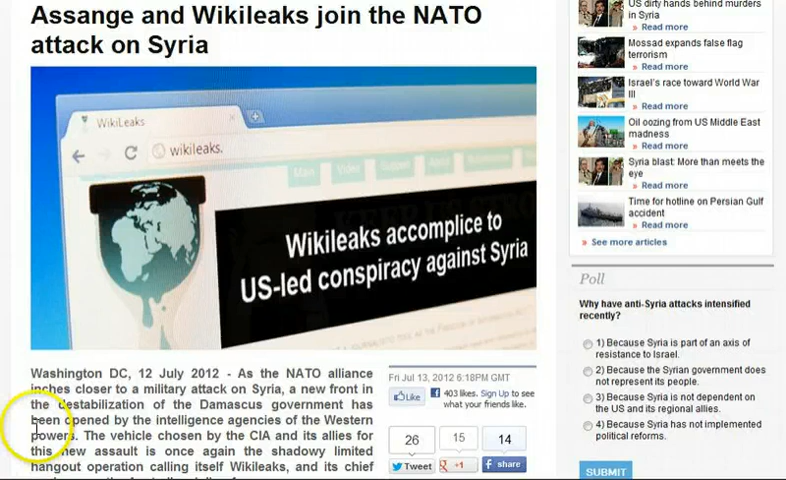 Assange and Wikileaks join the NATO
attack on Syria
WikiLeaks
wikileaks.
Wikileaks accomplice to
US-led conspiracy against Syria
Washington DC, 12 July 2012 - As the NATO alliance
inches closer to a military attack on Syria, a new front in
the destabilization of the Damascus government has
been opened by the intelligence agencies of the Western
powers. The vehicle chosen by the CIA and its allies for
this new assault is once again the shadowy limited
hangout operation calling itself Wikileaks, and its chief
Fri Jul 13, 2012 6:18PM GMT
Like
403 likes. Sign Up to see
what your friends like.
26
15
14
Tweet
+1
share
US dirty hands behind murders
in Syria
» Read more
Mossad expands false flag
terrorism
» Read more
Israel's race toward World War
III
» Read more
Oil oozing from US Middle East
madness
» Read more
Syria blast: More than meets the
eye
» Read more
Time for hotline on Persian Gulf
accident
» Read more
» See more articles
Poll
Why have anti-Syria attacks intensified
recently?
1) Because Syria is part of an axis of
resistance to Israel.
2) Because the Syrian government does
not represent its people.
3) Because Syria is not dependent on
the US and its regional allies.
4) Because Syria has not implemented
political reforms.
SUBMIT